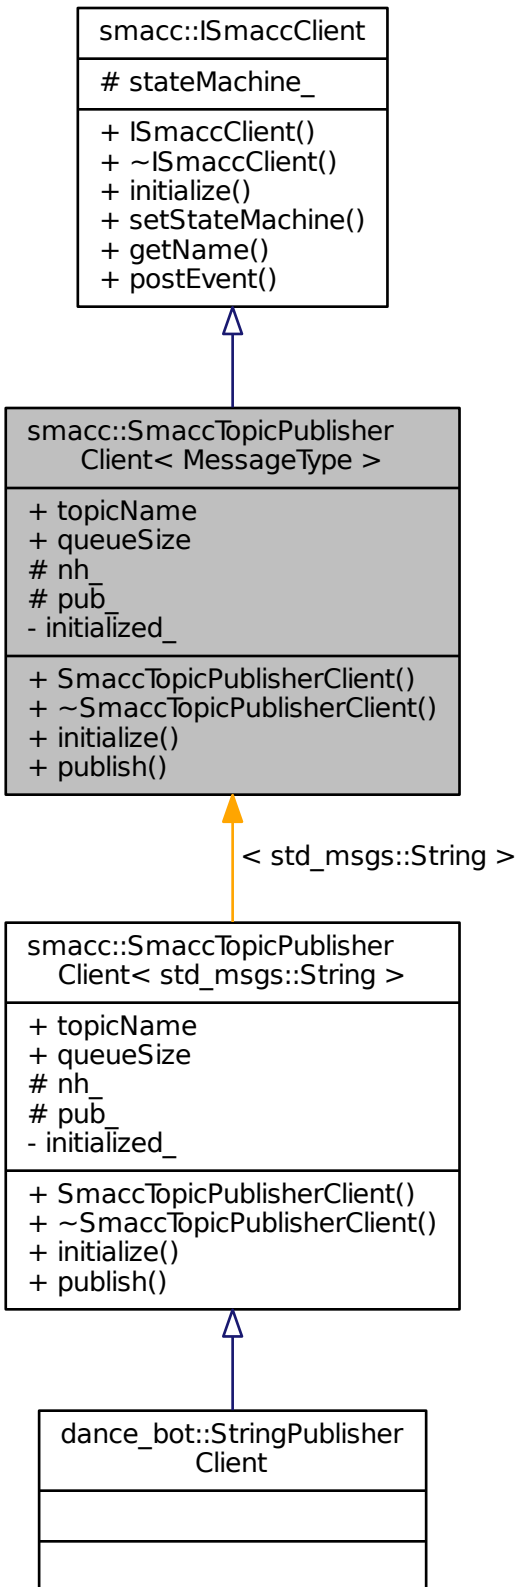 smacc::ISmaccClient
# stateMachine_
+ ISmaccClient()
+ ~ISmaccClient()
+ initialize()
+ setStateMachine()
+ getName()
+ postEvent()
smacc::SmaccTopicPublisher
Client< MessageType >
+ topicName
+ queueSize
# nh_
# pub_
- initialized_
+ SmaccTopicPublisherClient()
+ ~SmaccTopicPublisherClient()
+ initialize()
+ publish()
< std_msgs::String >
smacc::SmaccTopicPublisher
Client< std_msgs::String >
+ topicName
+ queueSize
# nh_
# pub_
- initialized_
+ SmaccTopicPublisherClient()
+ ~SmaccTopicPublisherClient()
+ initialize()
+ publish()
dance_bot::StringPublisher
Client